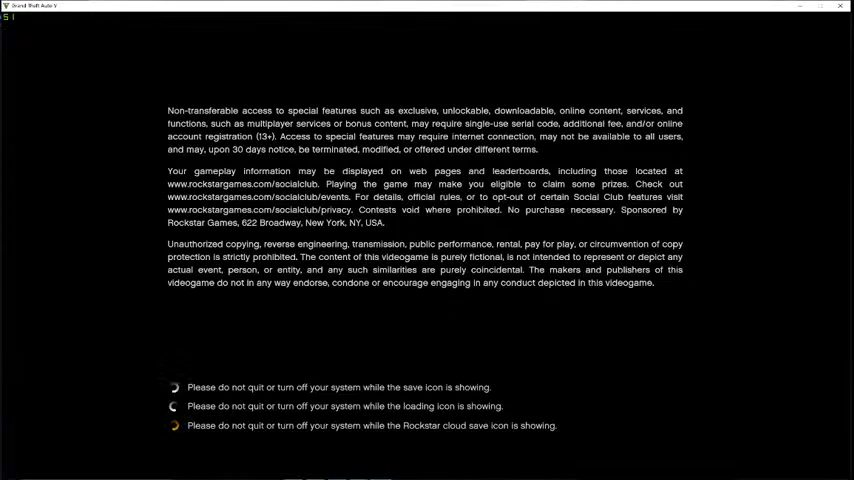 Grand Theft Auto V
51
Non-transferable access to special features such as exclusive, unlockable, downloadable, online content, services, and
functions, such as multiplayer services or bonus content, may require single-use serial code, additional fee, and/or online
account registration (13+). Access to special features may require internet connection, may not be available to all users,
and may, upon 30 days notice, be terminated, modified, or offered under different terms.
Your gameplay information may be displayed on web pages and leaderboards, including those located at
www.rockstargames.com/socialclub. Playing the game may make you eligible to claim some prizes. Check out
www.rockstargames.com/socialclub/events. For details, official rules, or to opt-out of certain Social Club features visit
www.rockstargames.com/socialclub/privacy. Contests void where prohibited. No purchase necessary. Sponsored by
Rockstar Games, 622 Broadway, New York, NY, USA.
Unauthorized copying, reverse engineering, transmission, public performance, rental, pay for play, or circumvention of copy
protection is strictly prohibited. The content of this videogame is purely fictional, is not intended to represent or depict any
actual event, person, or entity, and any such similarities are purely coincidental. The makers and publishers of this
videogame do not in any way endorse, condone or encourage engaging in any conduct depicted in this videogame.
Please do not quit or turn off your system while the save icon is showing.
Please do not quit or turn off your system while the loading icon is showing.
Please do not quit or turn off your system while the Rockstar cloud save icon is showing.